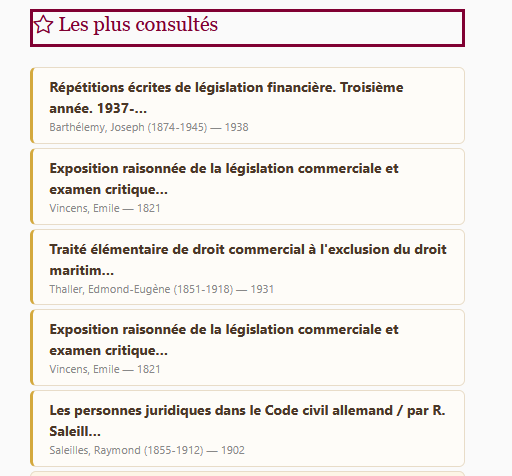 Les plus consultés
Répétitions écrites de législation financière. Troisième
année. 1937-...
Barthélemy, Joseph (1874-1945) — 1938
Exposition raisonnée de la législation commerciale et
examen critique...
Vincens, Emile — 1821
Traité élémentaire de droit commercial à l'exclusion du droit
maritim...
Thaller, Edmond-Eugène (1851-1918) — 1931
Exposition raisonnée de la législation commerciale et
examen critique...
Vincens, Emile — 1821
Les personnes juridiques dans le Code civil allemand / par R.
Saleill...
Saleilles, Raymond (1855-1912) — 1902